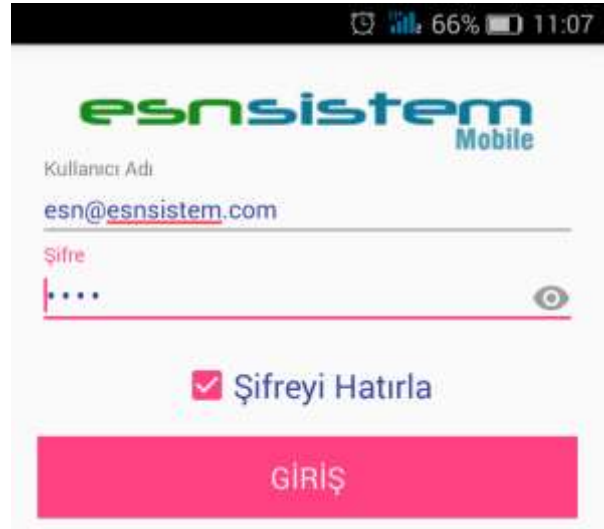 66% 11:07
esnsistem
Mobile
Kullanıcı Adı
esn@esnsistem.com
Şifre
••••
Şifreyi Hatırla
GİRİŞ